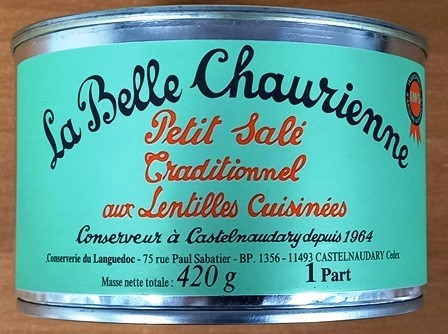 La Belle Chaurienne
Petit Salé
Traditionnel
aux Lentilles Cuisinées
Conserveur à Castelnaudary depuis 1964
Conserverie du Languedoc - 75 rue Paul Sabatier - BP. 1356 - 11493 CASTELNAUDARY Cedex
Masse nette totale : 420 g 1 Part